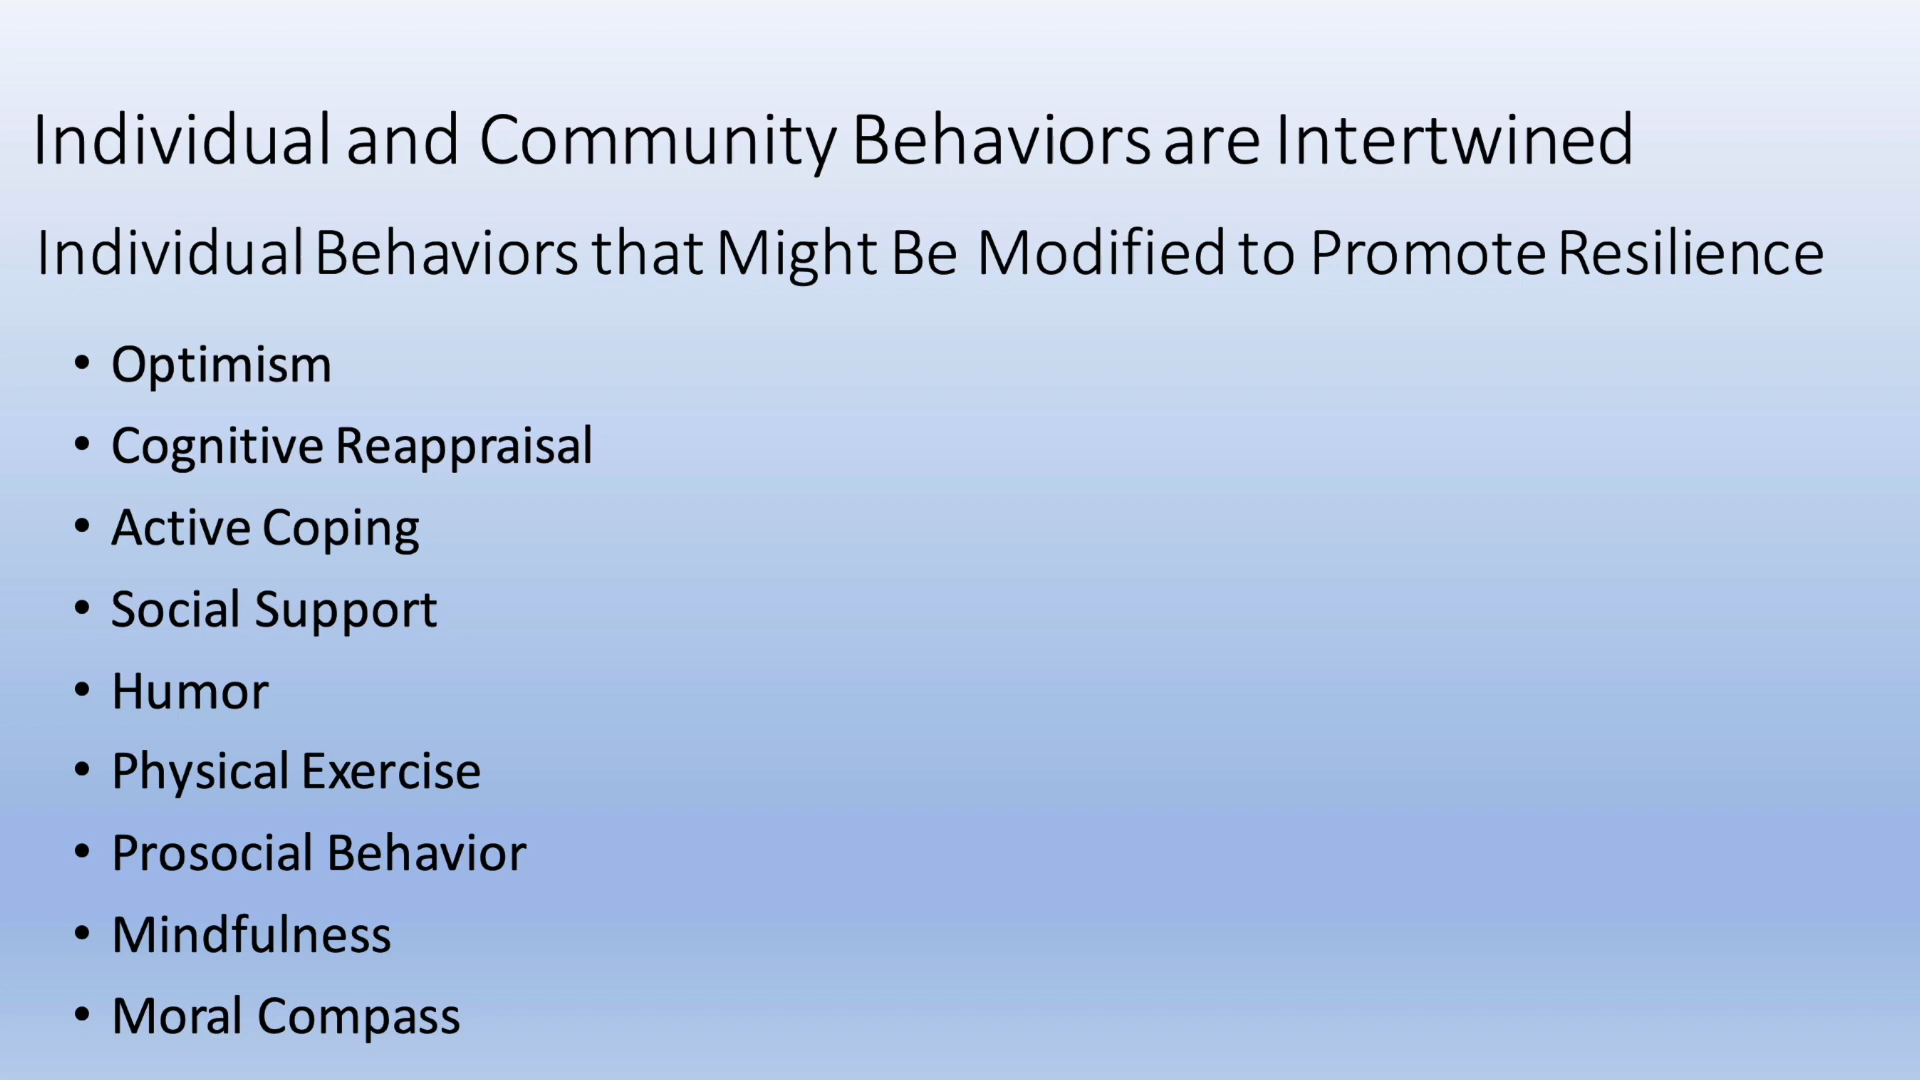 Individual and Community Behaviors are Intertwined
Individual Behaviors that Might Be Modified to Promote Resilience
• Optimism
• Cognitive Reappraisal
• Active Coping
• Social Support
• Humor
• Physical Exercise
• Prosocial Behavior
• Mindfulness
• Moral Compass